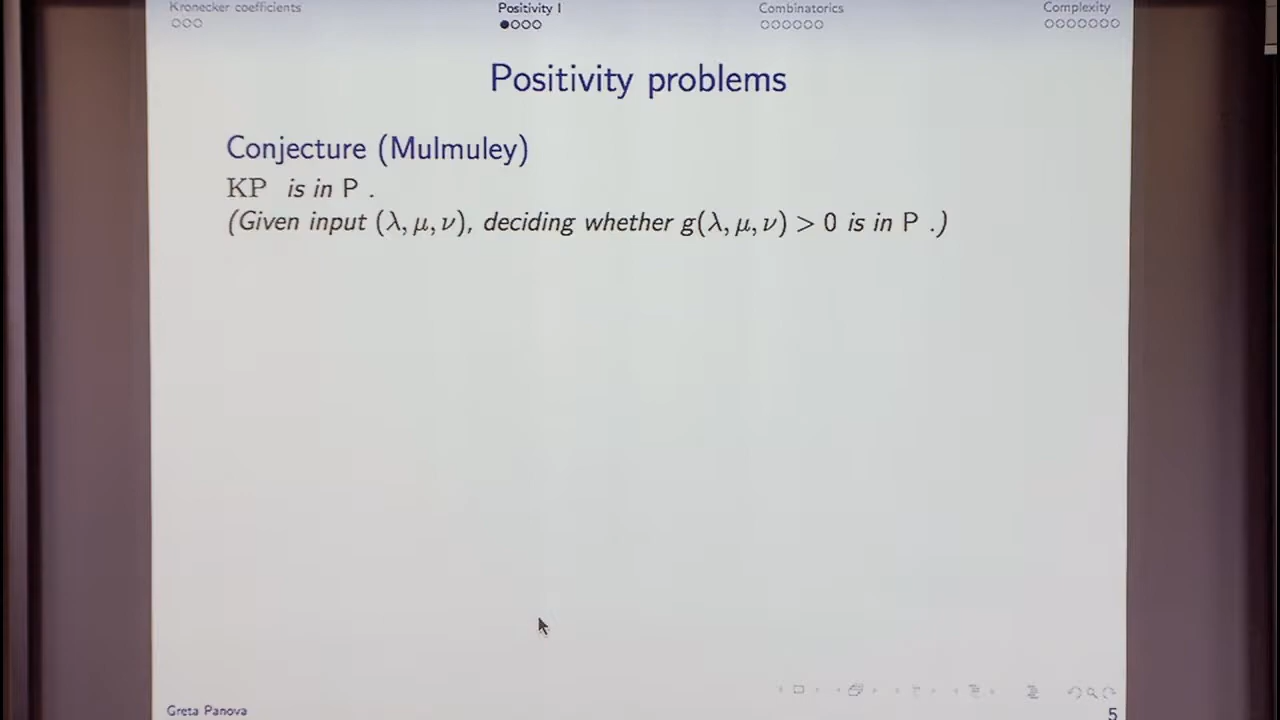 Kronecker coefficients
Positivity I
Combinatorics
Complexity
Positivity problems
Conjecture (Mulmuley)
KP is in P .
(Given input (λ, μ, ν), deciding whether g(λ, μ, ν) > 0 is in P .)
Greta Panova
5